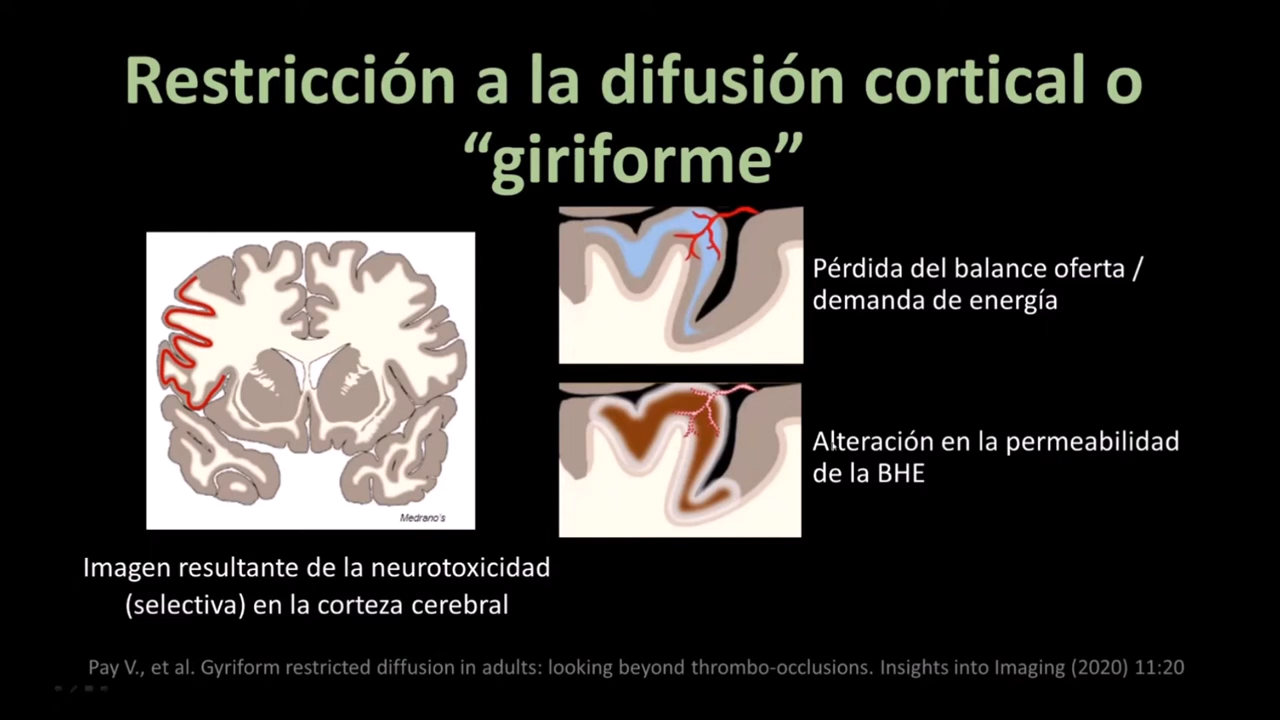 Restricción a la difusión cortical o
“giriforme”
Pérdida del balance oferta /
demanda de energía
Alteración en la permeabilidad
de la BHE
Medrano's
Imagen resultante de la neurotoxicidad
(selectiva) en la corteza cerebral
Pay V., et al. Gyriform restricted diffusion in adults: looking beyond thrombo-occlusions. Insights into Imaging (2020) 11:20